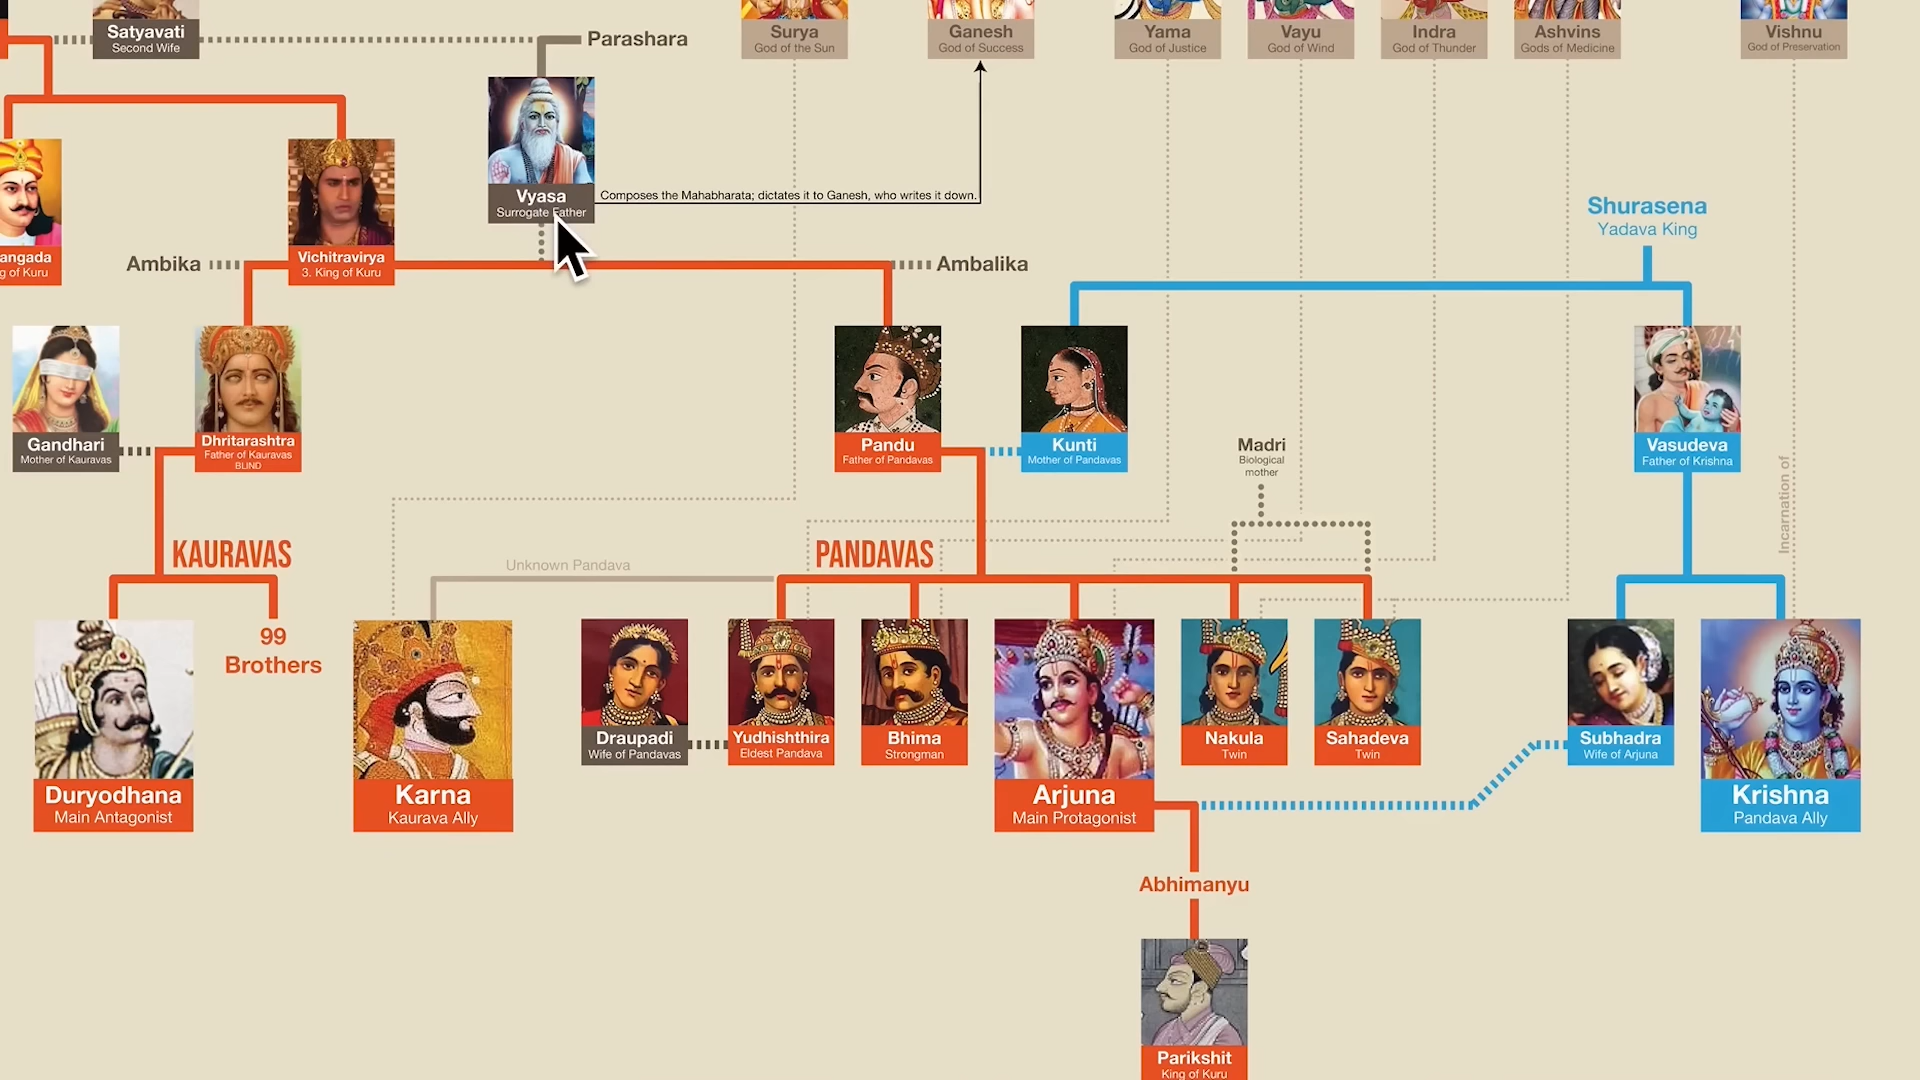 Satyavati
Second Wife
Parashara
Surya
God of the Sun
Ganesh
God of Success
Yama
God of Justice
Vayu
God of Wind
Indra
God of Thunder
Ashvins
Gods of Medicine
Vishnu
God of Preservation
Vyasa
Surrogate Father
Composes the Mahabharata; dictates it to Ganesh, who writes it down.
Shurasena
Yadava King
angada
g of Kuru
Ambika
Vichitravirya
3. King of Kuru
Ambalika
Gandhari
Mother of Kauravas
Dhritarashtra
Father of Kauravas
BLIND
Pandu
Father of Pandavas
Kunti
Mother of Pandavas
Madri
Biological
mother
Vasudeva
Father of Krishna
Incarnation of
KAURAVAS
Unknown Pandava
PANDAVAS
99
Brothers
Duryodhana
Main Antagonist
Karna
Kaurava Ally
Draupadi
Wife of Pandavas
Yudhishthira
Eldest Pandava
Bhima
Strongman
Arjuna
Main Protagonist
Nakula
Twin
Sahadeva
Twin
Subhadra
Wife of Arjuna
Krishna
Pandava Ally
Abhimanyu
Parikshit
King of Kuru